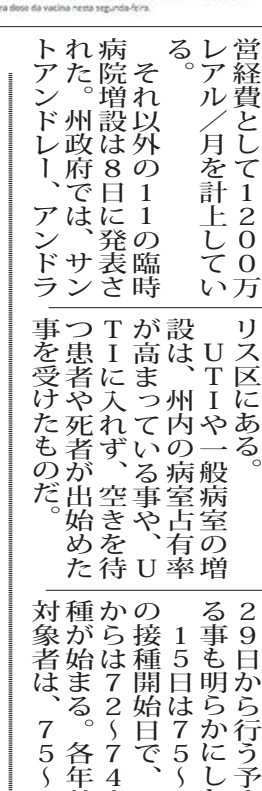 ra dose da vacina nesta segunda-feira.
営経費として1200万
レアル／月を計上してい
る。
それ以外の11の臨時
病院増設は8日に発表さ
れた。州政府では、サン
トアンドレー、アンドラ
リス区にある。
UTIや一般病室の増
設は、州内の病室占有率
が高まっている事や、U
TIに入れず、空きを待
つ患者や死者が出始めた
事を受けたものだ。
29日から行う予
る事も明らかにし
15日は75〜
の接種開始日で、
からは72〜74
種が始まる。各年
対象者は、75〜